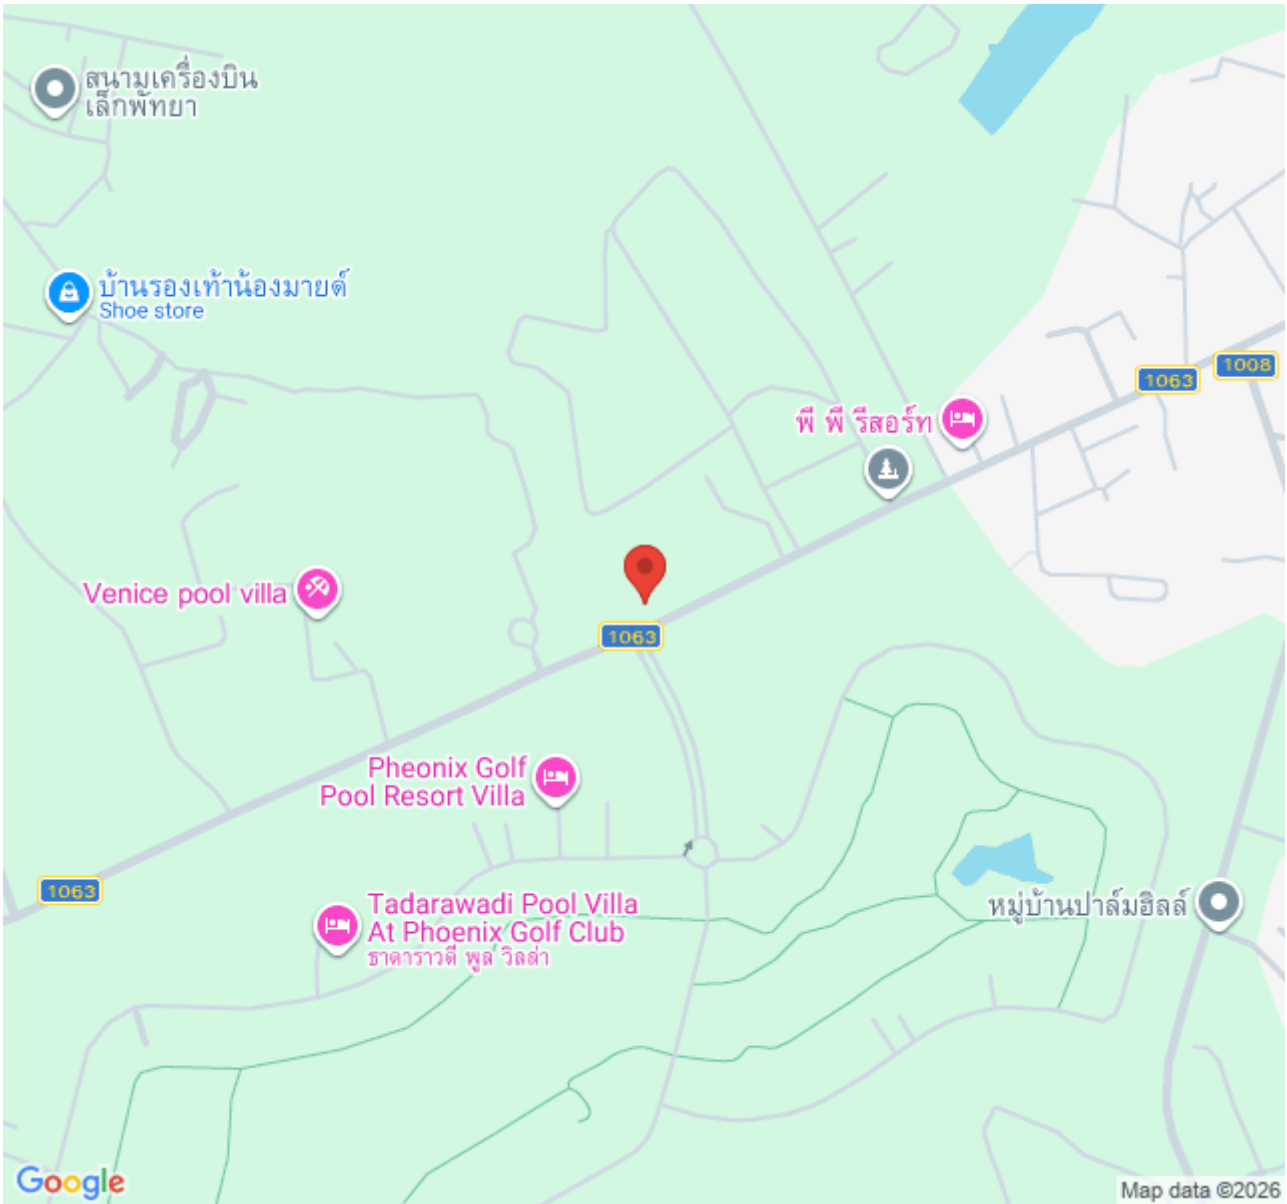 สนามเครื่องบิน
เล็กพัทยา
บ้านรองเท้าน้องมายด์
Shoe store
1063
1008
พี พี รีสอร์ท
Venice pool villa
1063
Pheonix Golf
Pool Resort Villa
1063
Tadarawadi Pool Villa
At Phoenix Golf Club
ธาดาราวดี พูล วิลล่า
หมู่บ้านปาล์มฮิลล์
Google
Map data ©2026